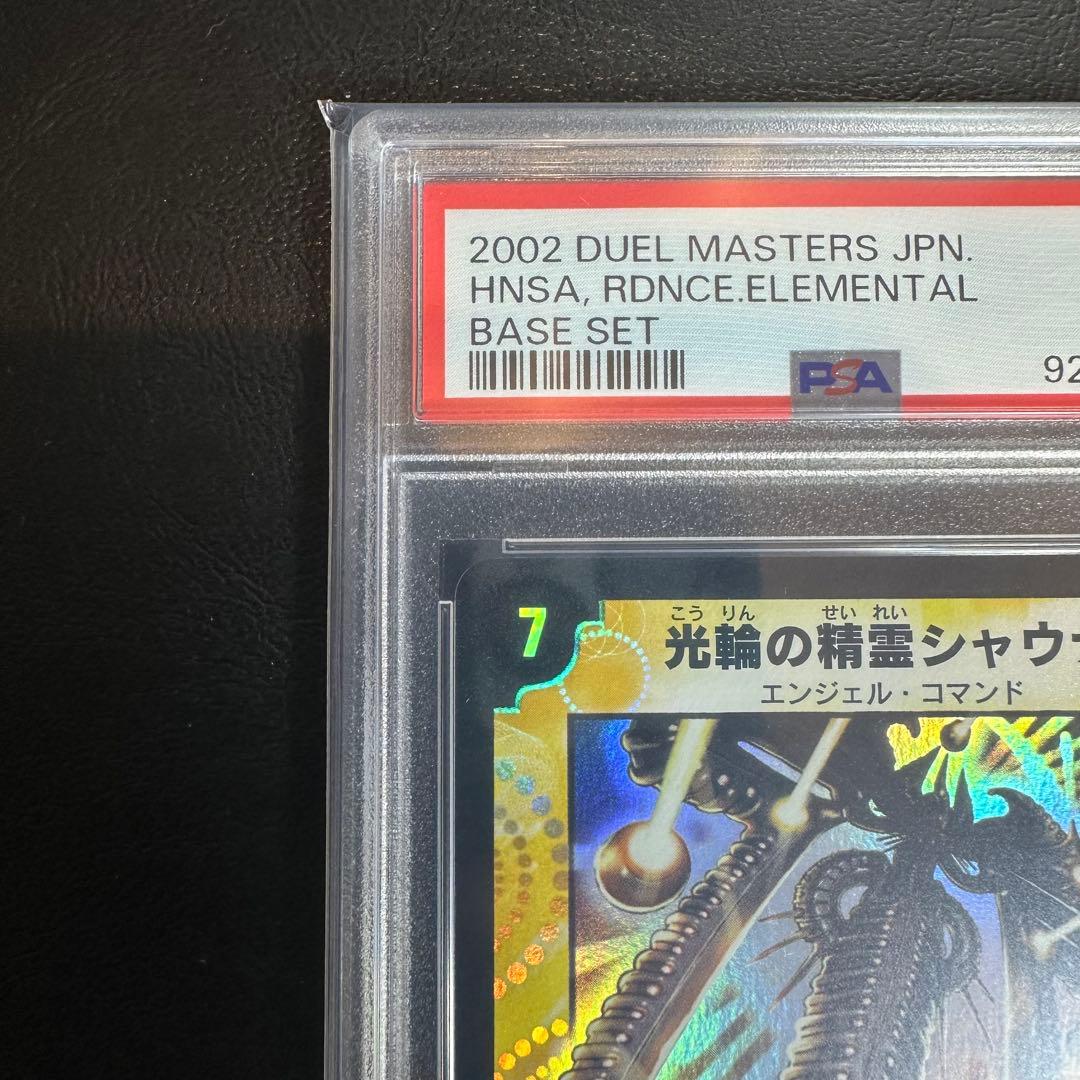 2002 DUEL MASTERS JPN.
HNSA, RDNCE.ELEMENTAL
BASE SET
PSA
92
7
こう りん せい れい
光輪の精霊シャウ
エンジェル・コマンド